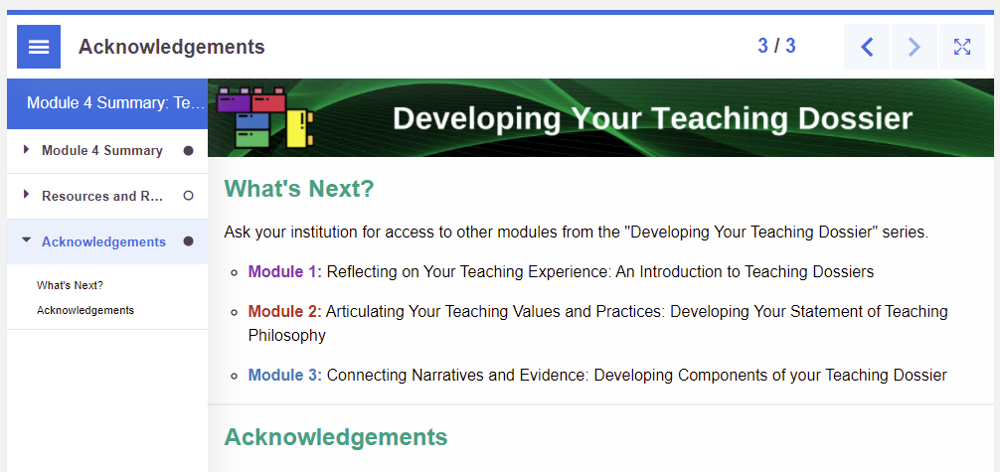 Acknowledgements
3 / 3
Module 4 Summary: Te...
Module 4 Summary
Resources and R...
Acknowledgements
What's Next?
Acknowledgements
Developing Your Teaching Dossier
What's Next?
Ask your institution for access to other modules from the "Developing Your Teaching Dossier" series.
Module 1: Reflecting on Your Teaching Experience: An Introduction to Teaching Dossiers
Module 2: Articulating Your Teaching Values and Practices: Developing Your Statement of Teaching
Philosophy
Module 3: Connecting Narratives and Evidence: Developing Components of your Teaching Dossier
Acknowledgements